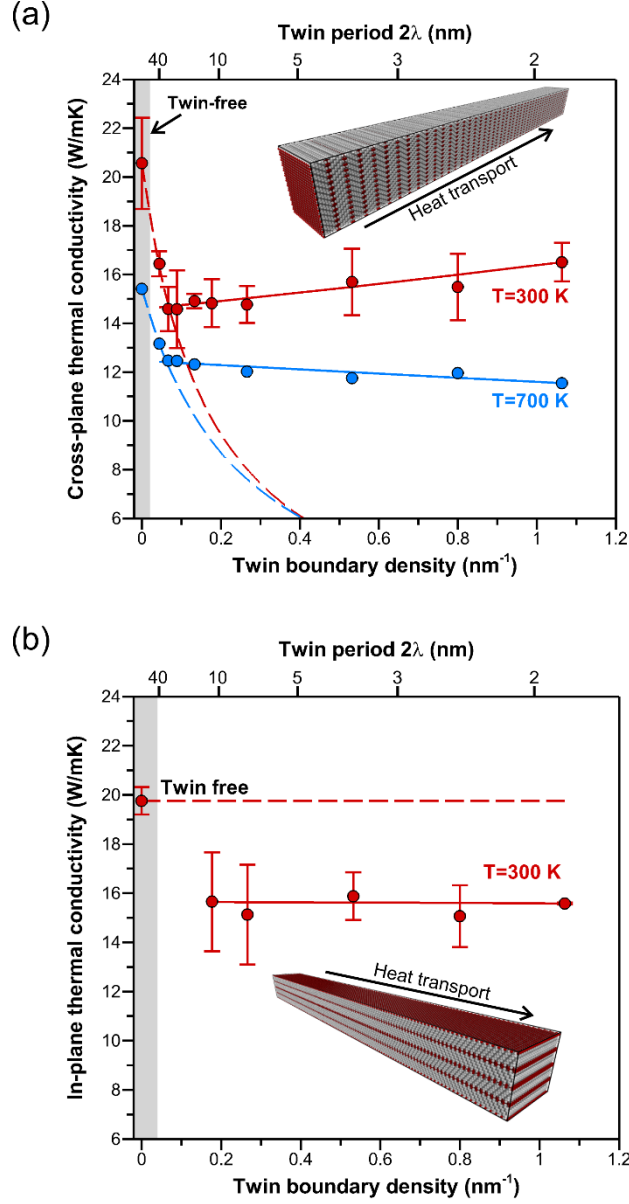 (a)
Twin period 2λ (nm)
40 10 5 3 2
Cross-plane thermal conductivity (W/mK)
24
22
20
18
16
14
12
10
8
6
Twin-free
Heat transport
T=300 K
T=700 K
0 0.2 0.4 0.6 0.8 1 1.2
Twin boundary density (nm⁻¹)
(b)
Twin period 2λ (nm)
40 10 5 3 2
In-plane thermal conductivity (W/mK)
24
22
20
18
16
14
12
10
8
6
Twin free
T=300 K
Heat transport
0 0.2 0.4 0.6 0.8 1 1.2
Twin boundary density (nm⁻¹)